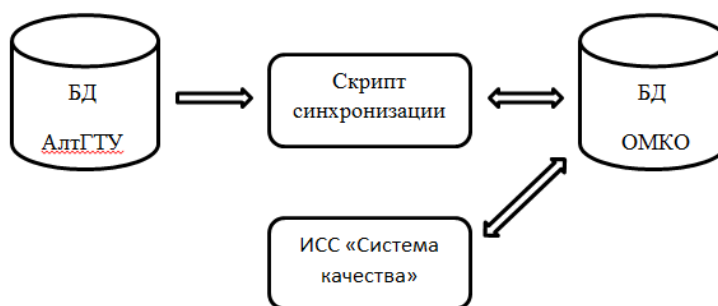 БД
АлтГТУ
Скрипт
синхронизации
БД
ОМКО
ИСС «Система
качества»